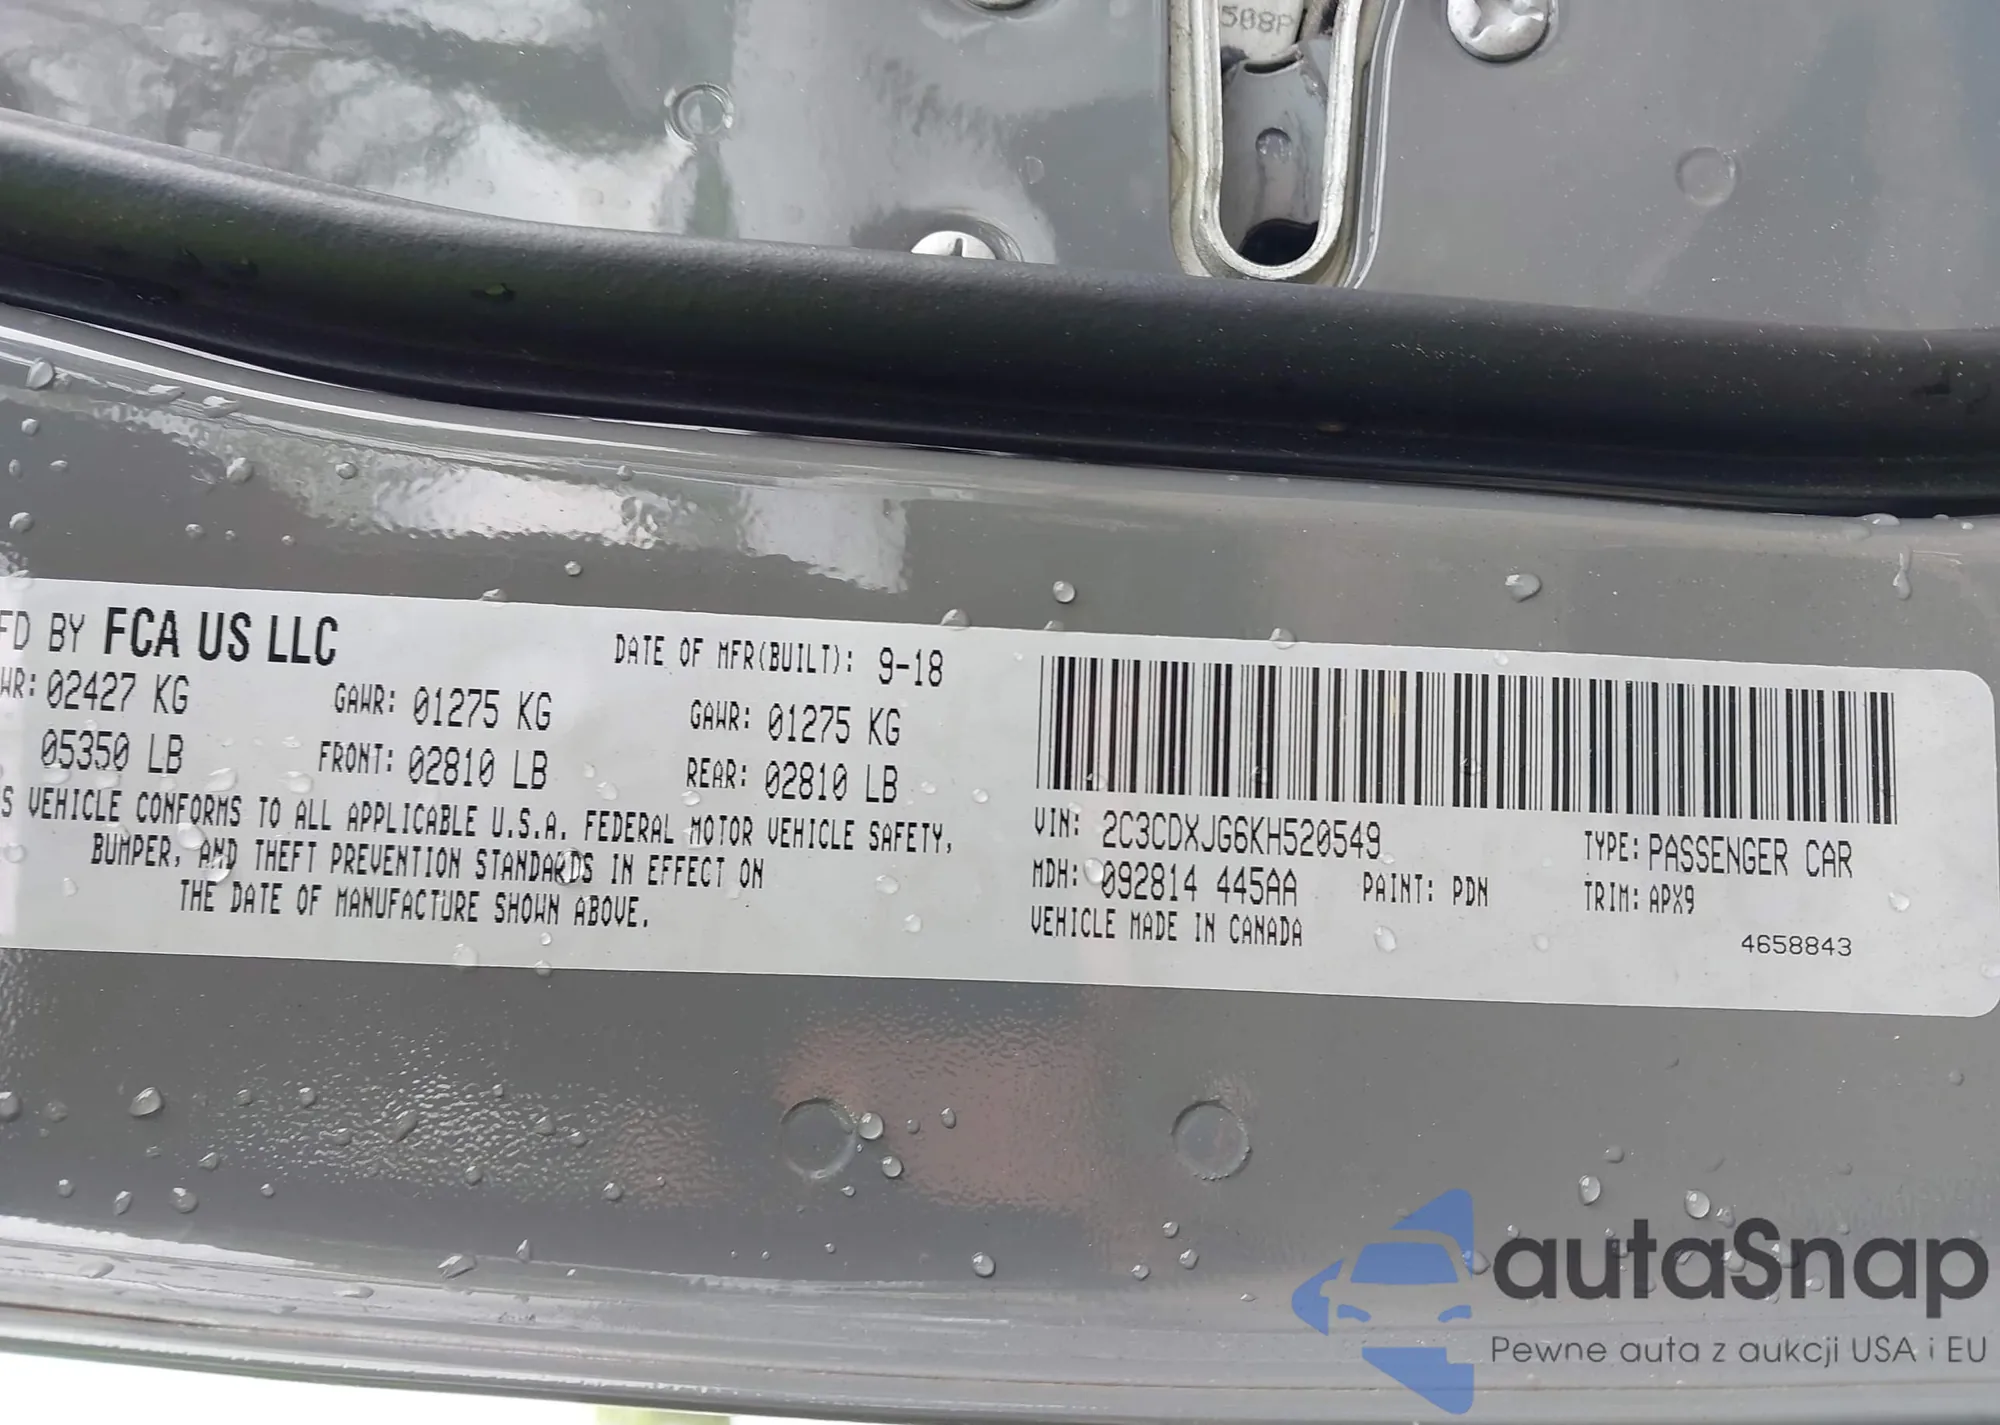 508P
FD BY FCA US LLC
DATE OF MFR(BUILT): 9-18
WR: 02427 KG
GAWR: 01275 KG
GAWR: 01275 KG
05350 LB
FRONT: 02810 LB
REAR: 02810 LB
S VEHICLE CONFORMS TO ALL APPLICABLE U.S.A. FEDERAL MOTOR VEHICLE SAFETY,
BUMPER, AND THEFT PREVENTION STANDARDS IN EFFECT ON
THE DATE OF MANUFACTURE SHOWN ABOVE.
VIN: 2C3CDXJG6KH520549
TYPE: PASSENGER CAR
MDH: 092814 445AA
PAINT: PDN
TRIM: APX9
VEHICLE MADE IN CANADA
4658843
autaSnap
Pewne auta z aukcji USA i EU